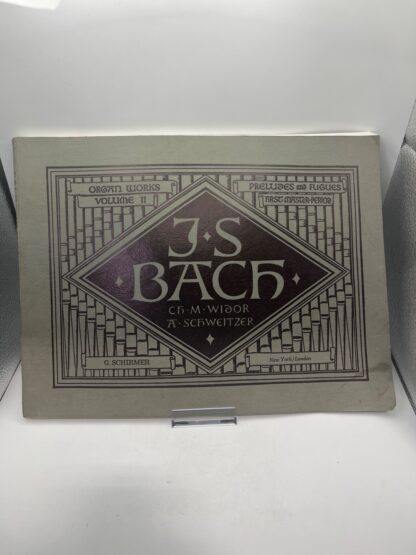 ORGAN WORKS
VOLUME II
PRELUDES AND FUGUES
FIRST MASTER-PERIOD
J·S
BACH
CH·M·WIDOR
A·SCHWEITZER
G. SCHIRMER
New York/London